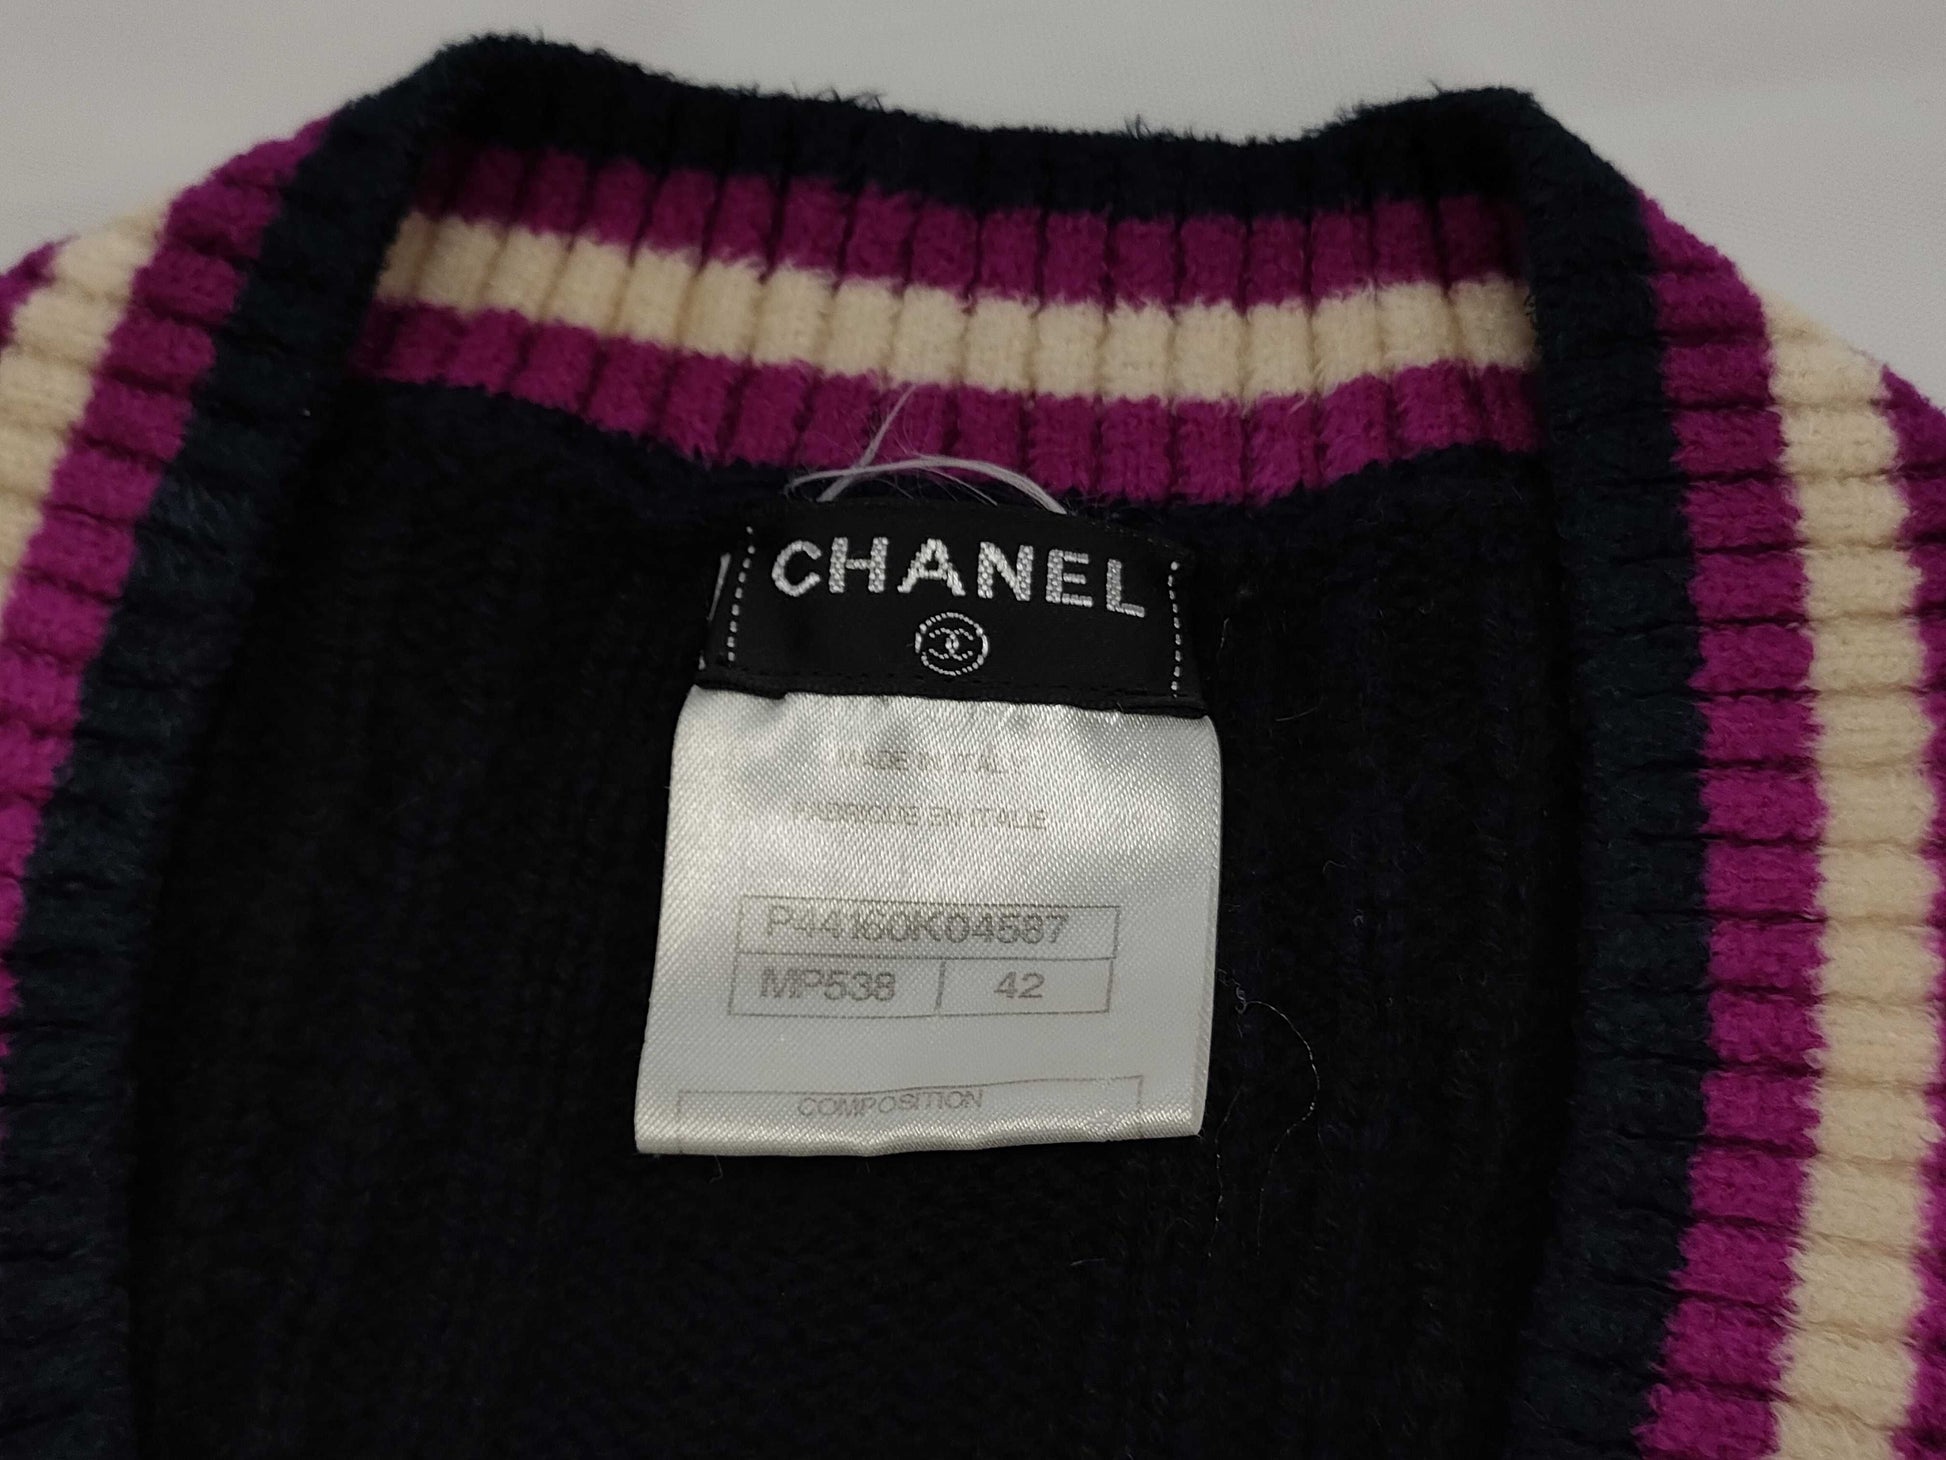 CHANEL
MADE IN ITALY
FABRIQUE EN ITALIE
P44160K04587
MP538 42
COMPOSITION